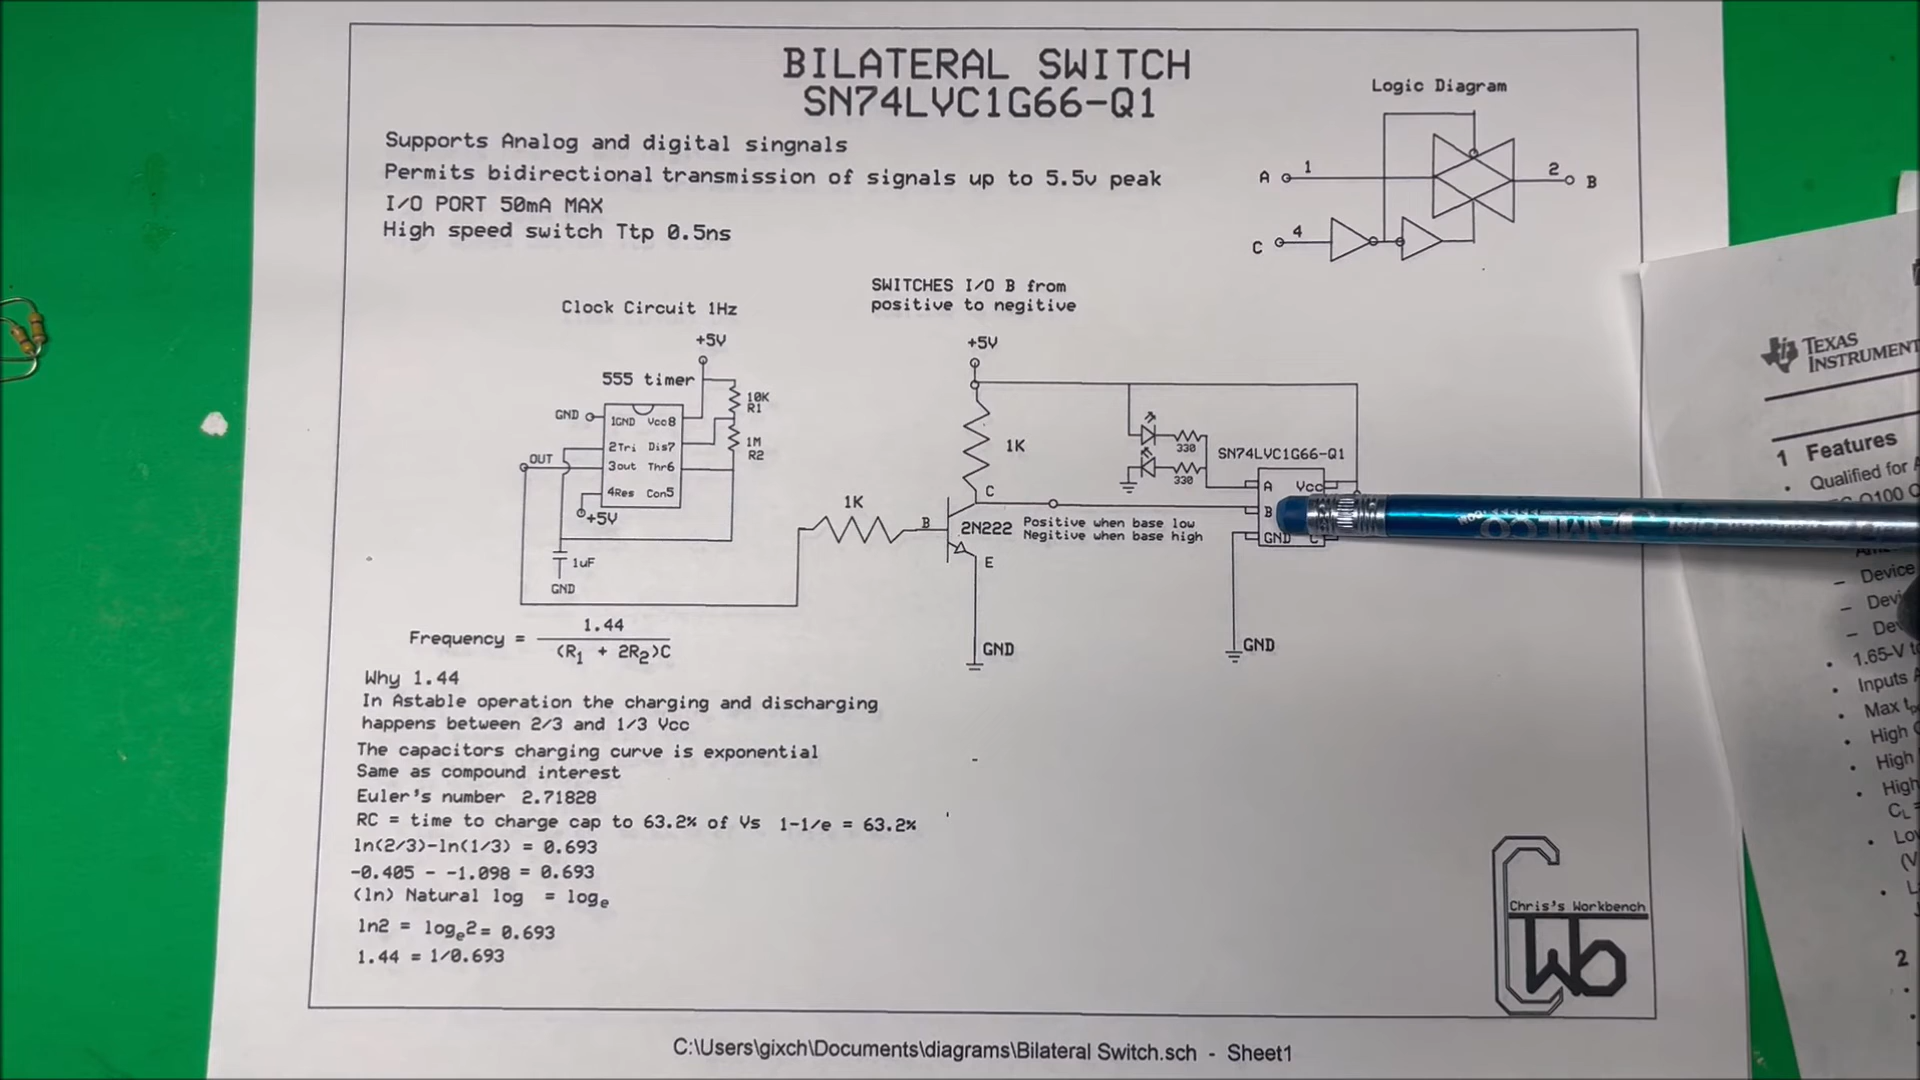 BILATERAL SWITCH
SN74LVC1G66-Q1
Supports Analog and digital singnals
Permits bidirectional transmission of signals up to 5.5v peak
I/O PORT 50mA MAX
High speed switch Ttp 0.5ns
Logic Diagram
A 1
2 B
C 4
Clock Circuit 1Hz
+5V
555 timer
10K
R1
GND
1GND Vcc8
2Tri Dis7
3out Thr6
4Res Con5
1M
R2
OUT
+5V
1uF
GND
SWITCHES I/O B from
positive to negitive
+5V
1K
1K
C
B
2N222
E
Positive when base low
Negitive when base high
GND
330
330
SN74LVC1G66-Q1
A Vcc
B
GND C
GND
Frequency = 1.44
(R1 + 2R2)C
Why 1.44
In Astable operation the charging and discharging
happens between 2/3 and 1/3 Vcc
The capacitors charging curve is exponential
Same as compound interest
Euler's number 2.71828
RC = time to charge cap to 63.2% of Vs 1-1/e = 63.2%
ln(2/3)-ln(1/3) = 0.693
-0.405 - -1.098 = 0.693
(ln) Natural log = loge
ln2 = loge2= 0.693
1.44 = 1/0.693
Chris's Workbench
CWb
C:\Users\gixch\Documents\diagrams\Bilateral Switch.sch - Sheet1
TEXAS
INSTRUMENT
1 Features
• Qualified for
Q100
– Device
– Dev
– De
• 1.65-V
• Inputs
• Max
• High
• High
• High
CL =
• Lo
2